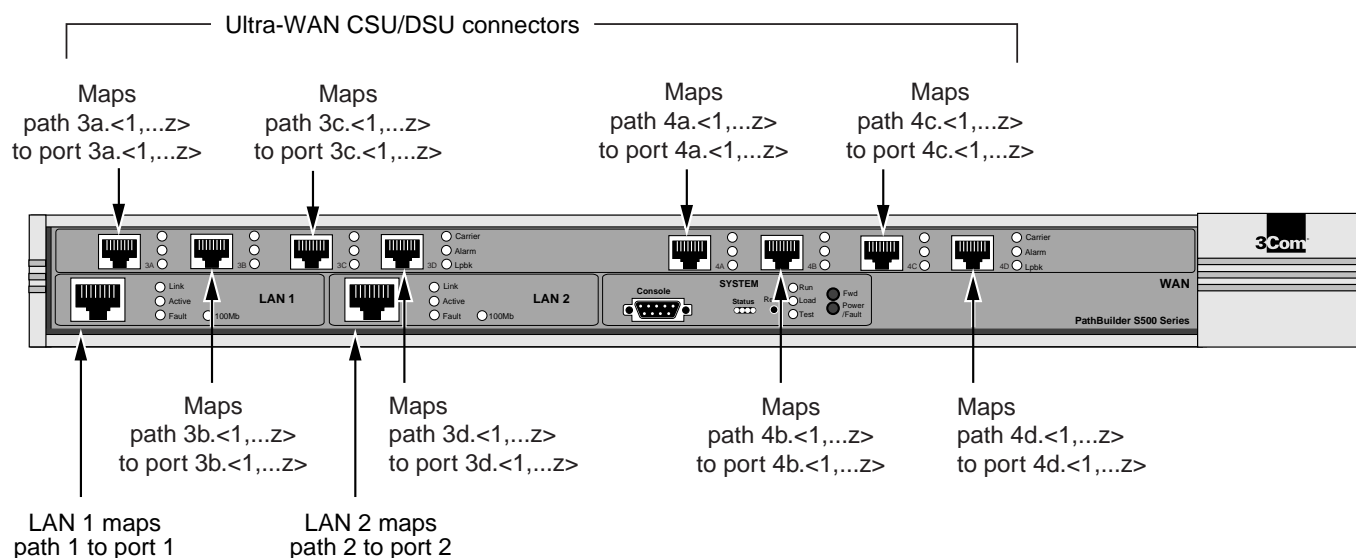 Ultra-WAN CSU/DSU connectors
Maps
path 3a.<1,...z>
to port 3a.<1,...z>
Maps
path 3c.<1,...z>
to port 3c.<1,...z>
Maps
path 4a.<1,...z>
to port 4a.<1,...z>
Maps
path 4c.<1,...z>
to port 4c.<1,...z>
3Com
3A
3B
3C
3D
Carrier
Alarm
Lpbk
4A
4B
4C
4D
Carrier
Alarm
Lpbk
Link
Active
Fault
100Mb
LAN 1
Link
Active
Fault
100Mb
LAN 2
Console
SYSTEM
Status
Run
Load
Test
Fwd
Power
/Fault
WAN
PathBuilder S500 Series
Maps
path 3b.<1,...z>
to port 3b.<1,...z>
Maps
path 3d.<1,...z>
to port 3d.<1,...z>
Maps
path 4b.<1,...z>
to port 4b.<1,...z>
Maps
path 4d.<1,...z>
to port 4d.<1,...z>
LAN 1 maps
path 1 to port 1
LAN 2 maps
path 2 to port 2